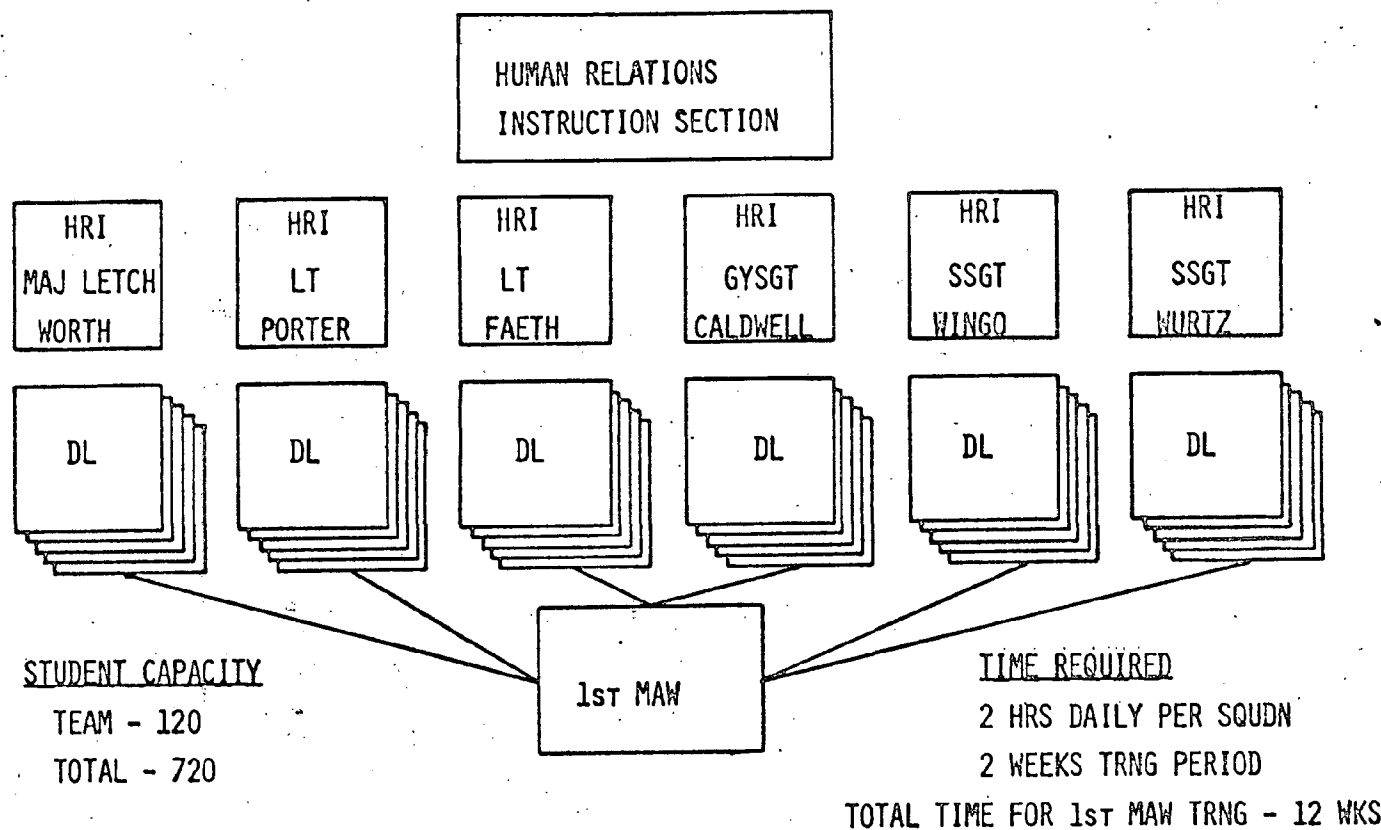 HUMAN RELATIONS
INSTRUCTION SECTION
HRI
MAJ LETCH
WORTH
HRI
LT
PORTER
HRI
LT
FAETH
HRI
GYSGT
CALDWELL
HRI
SSGT
WINGO
HRI
SSGT
WURTZ
DL
DL
DL
DL
DL
DL
1ST MAW
STUDENT CAPACITY
TEAM - 120
TOTAL - 720
TIME REQUIRED
2 HRS DAILY PER SQUDN
2 WEEKS TRNG PERIOD
TOTAL TIME FOR 1ST MAW TRNG - 12 WKS